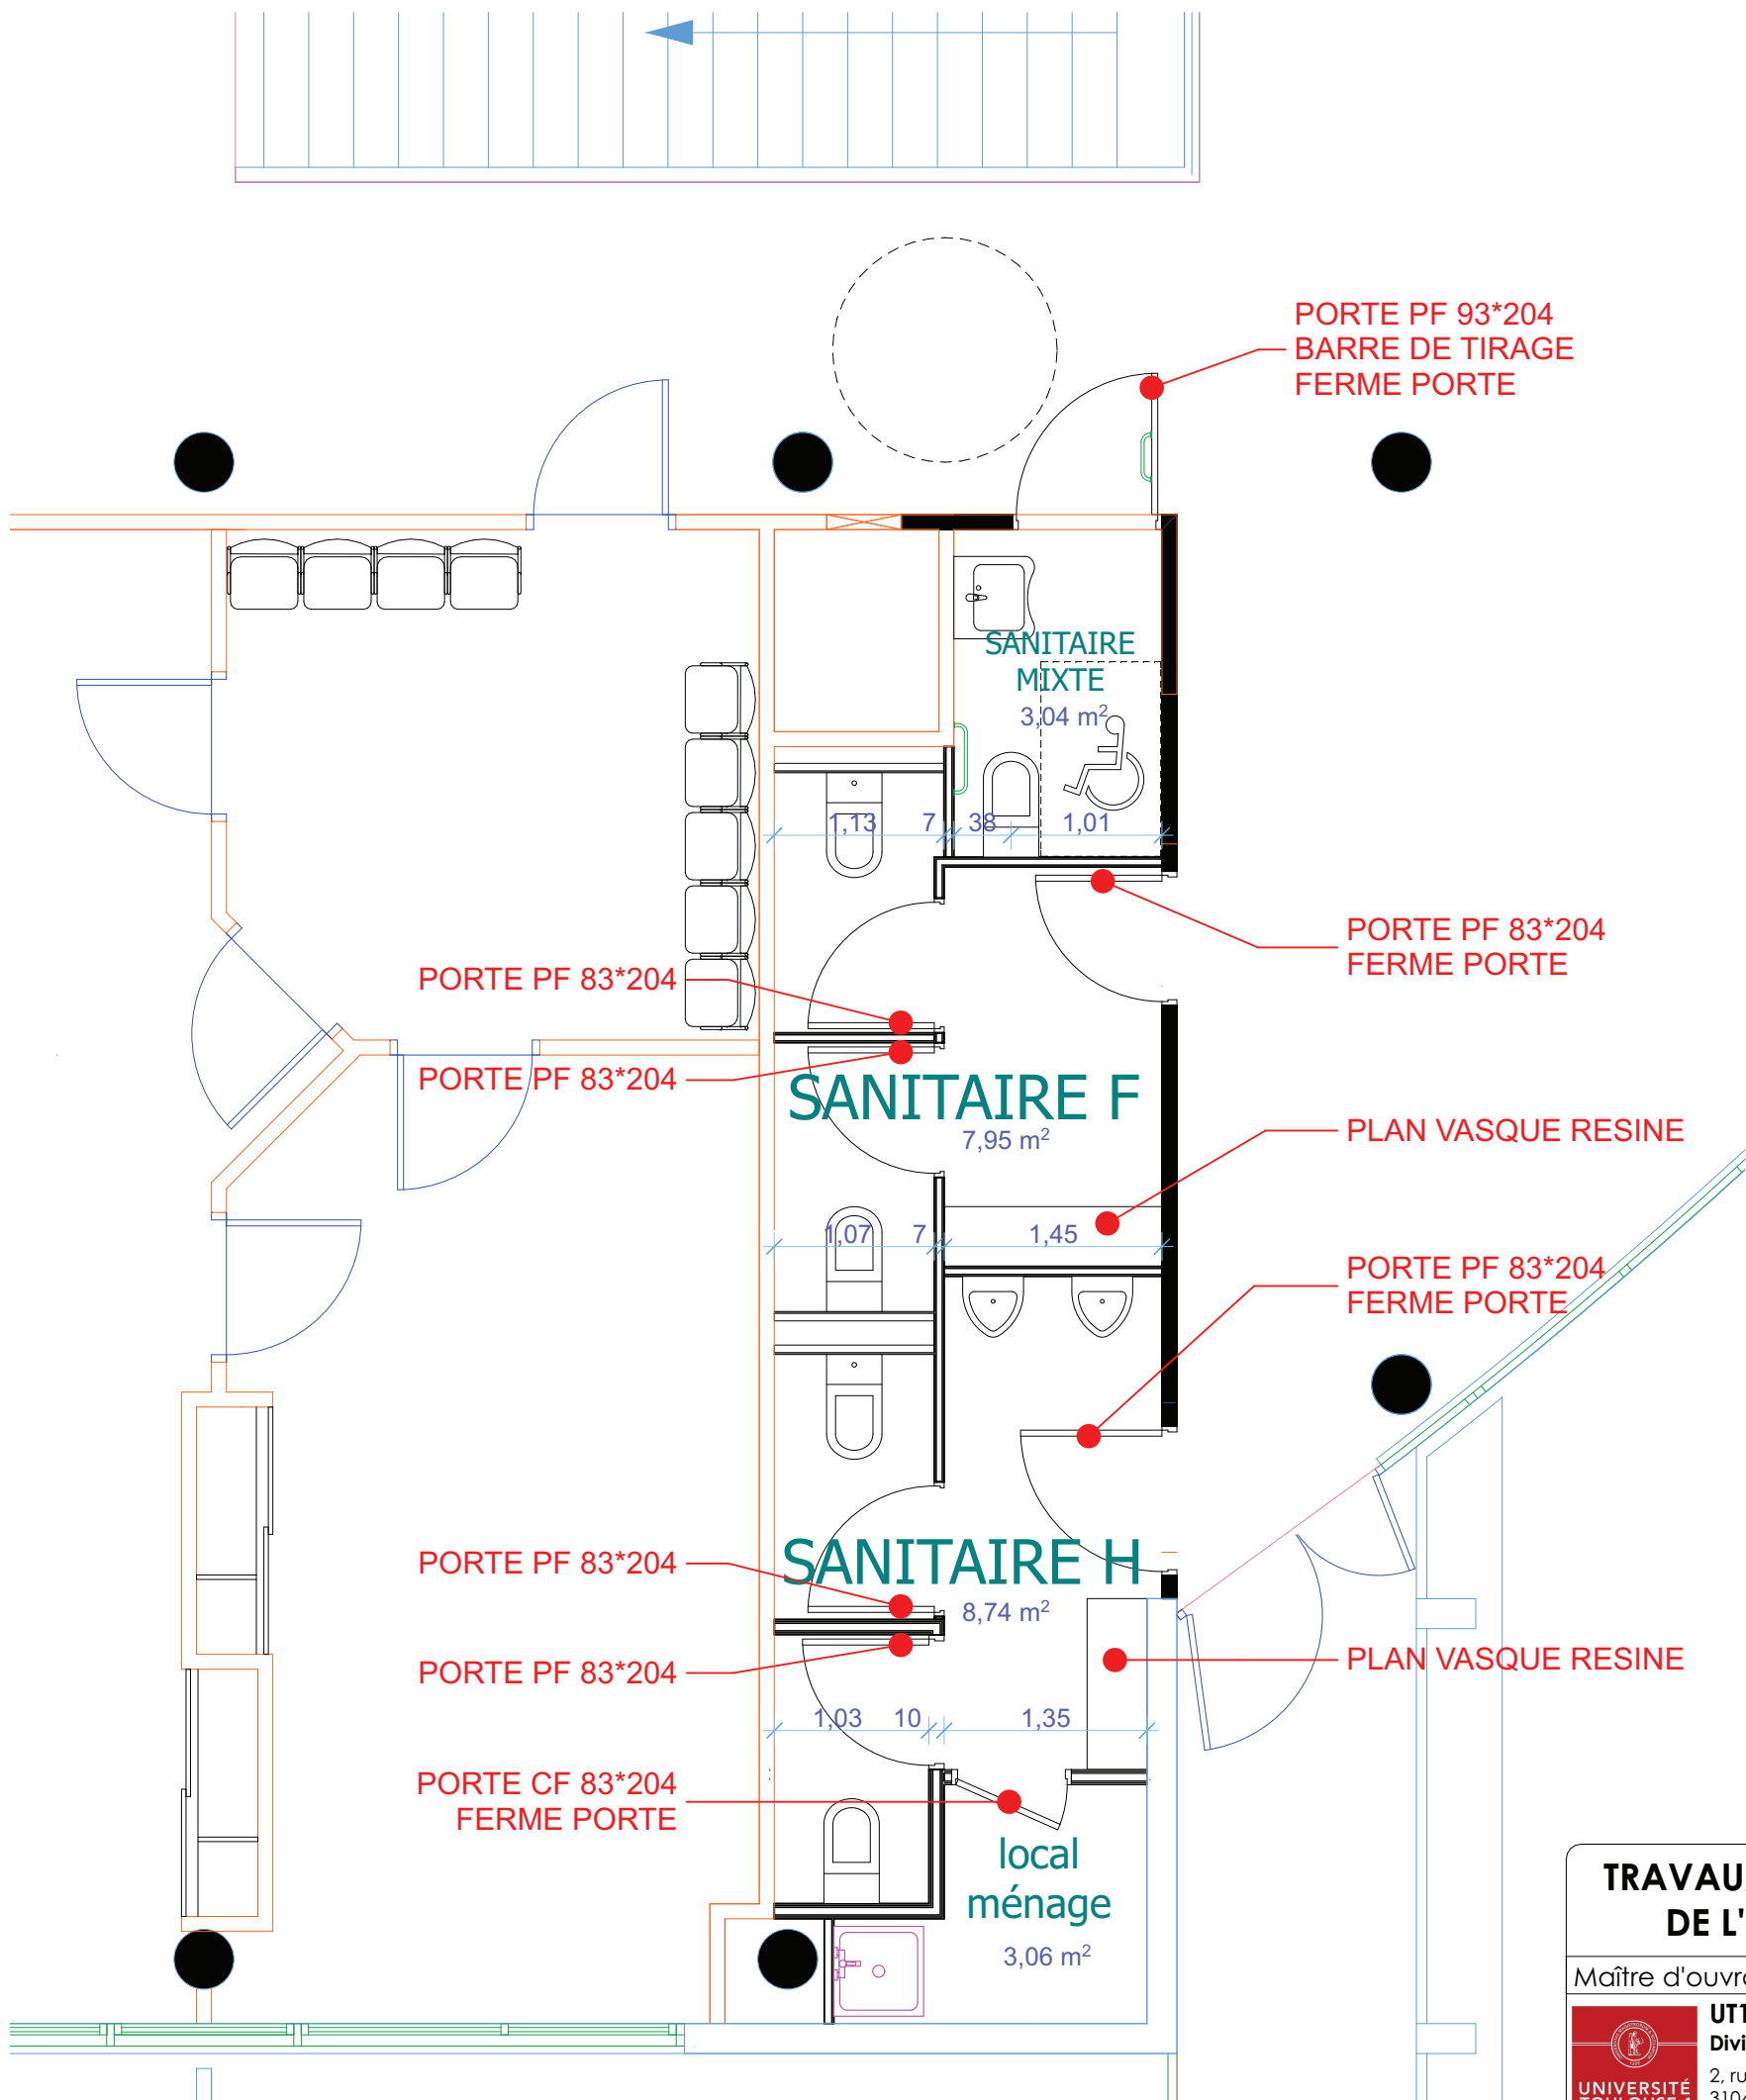 PORTE PF 93*204
BARRE DE TIRAGE
FERME PORTE
SANITAIRE
MIXTE
3,04 m²
1,13 7 38 1,01
PORTE PF 83*204
FERME PORTE
PORTE PF 83*204
PORTE PF 83*204
SANITAIRE F
7,95 m²
PLAN VASQUE RESINE
1,07 7 1,45
PORTE PF 83*204
FERME PORTE
PORTE PF 83*204
SANITAIRE H
8,74 m²
PORTE PF 83*204
PLAN VASQUE RESINE
1,03 10 1,35
PORTE CF 83*204
FERME PORTE
local
ménage
3,06 m²
TRAVAU
DE L'
Maître d'ouvr
UT1
Divi
2, ru
3104
UNIVERSITÉ
TOULOUSE 1